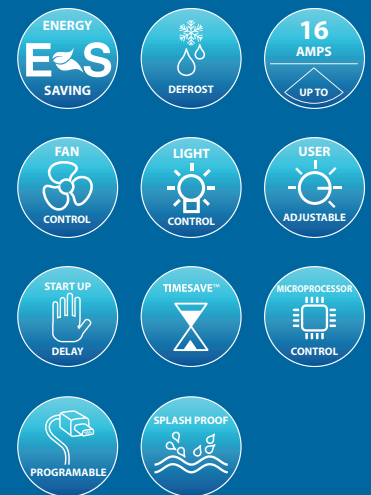 ENERGY
ES
SAVING
DEFROST
16
AMPS
UP TO
FAN
CONTROL
LIGHT
CONTROL
USER
ADJUSTABLE
START UP
DELAY
TIMESAVE™
MICROPROCESSOR
CONTROL
PROGRAMABLE
SPLASH PROOF